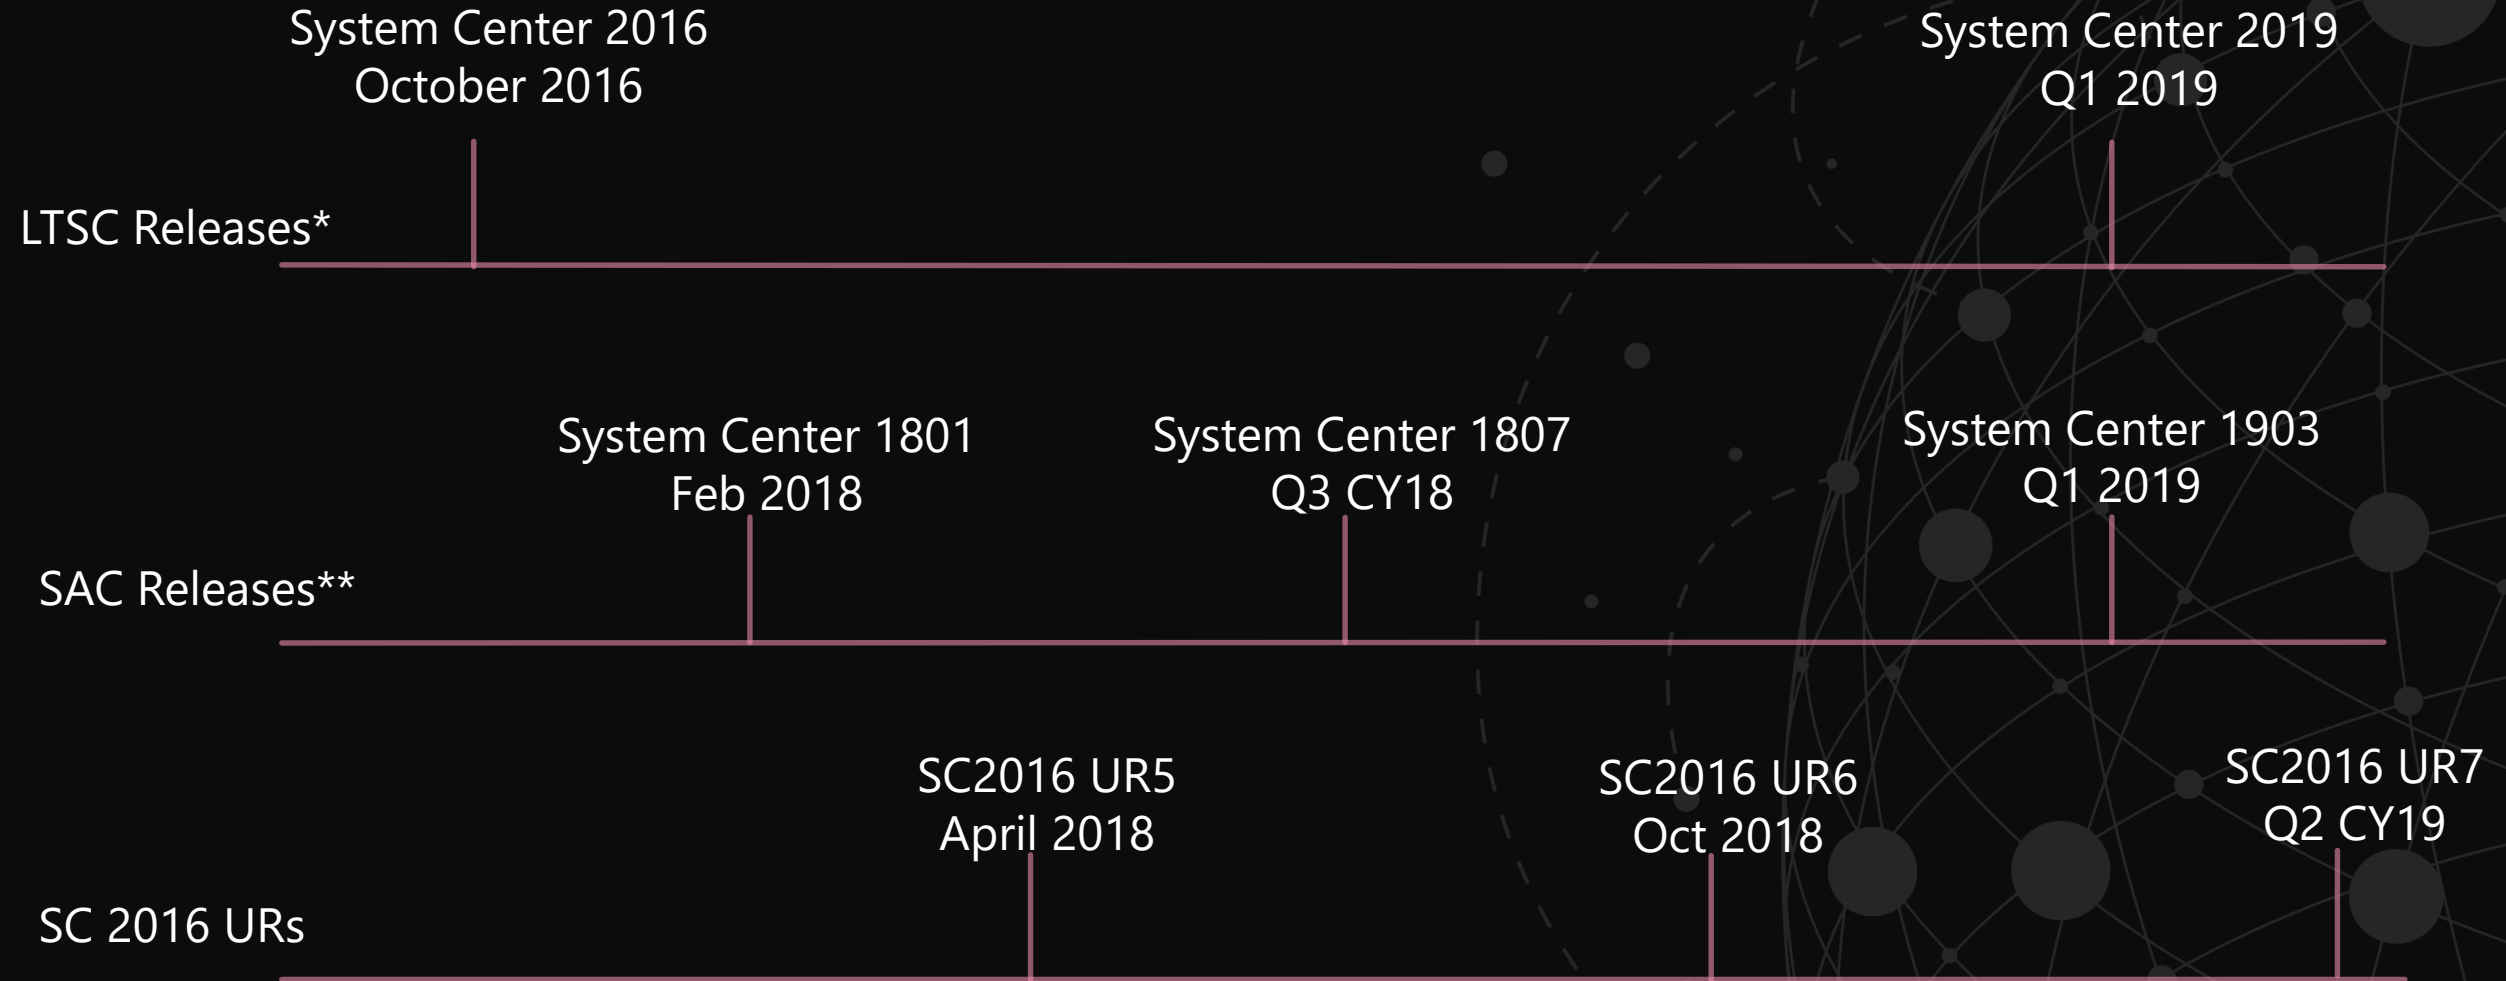 System Center 2016
October 2016
System Center 2019
Q1 2019
LTSC Releases*
System Center 1801
Feb 2018
System Center 1807
Q3 CY18
System Center 1903
Q1 2019
SAC Releases**
SC2016 UR5
April 2018
SC2016 UR6
Oct 2018
SC2016 UR7
Q2 CY19
SC 2016 URs